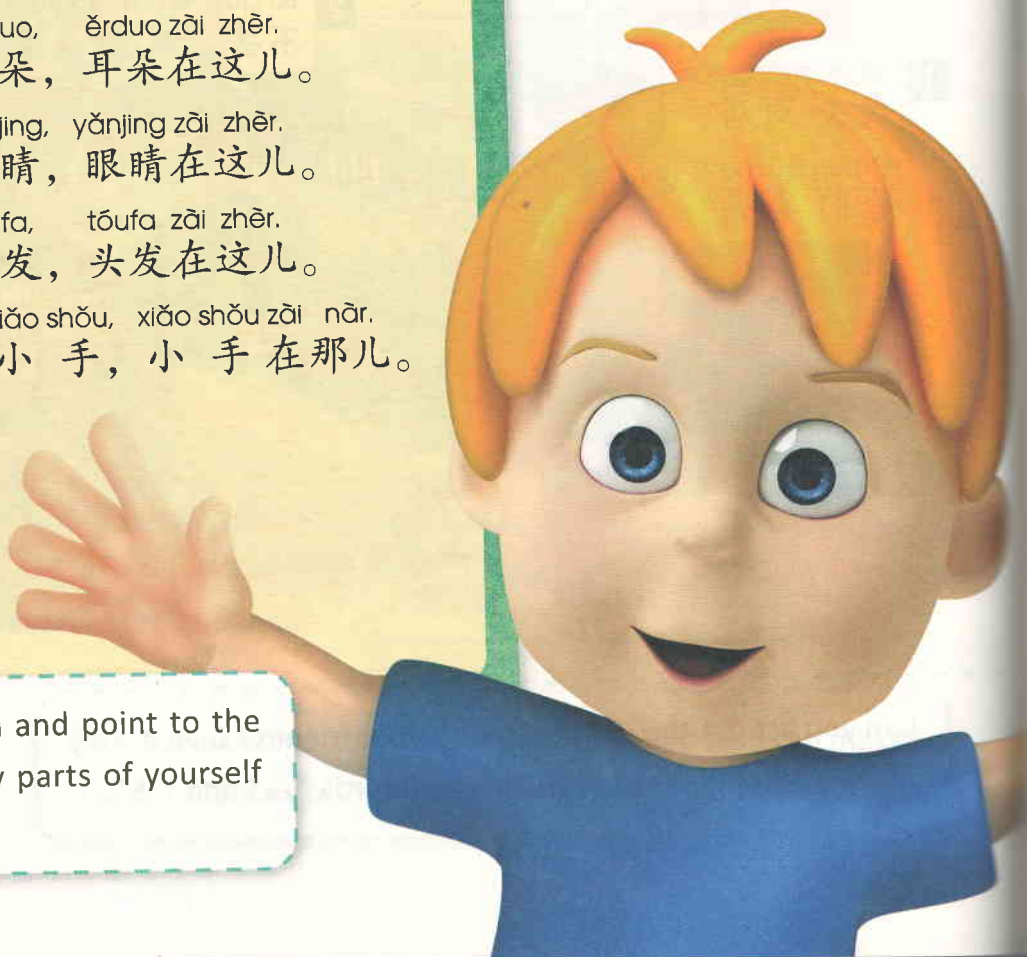 uo, ěrduo zài zhèr.
朵，耳朵在这儿。
jing, yǎnjing zài zhèr.
睛，眼睛在这儿。
fa, tóufa zài zhèr.
发，头发在这儿。
iǎo shǒu, xiǎo shǒu zài nàr.
小 手，小 手 在那儿。
and point to the
parts of yourself